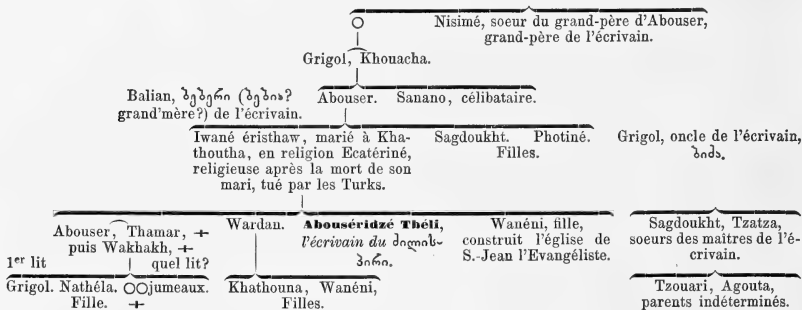 Nisimé, soeur du grand-père d'Abouser,
grand-père de l'écrivain.
Grigol, Khouacha.
Balian, ბებერი (ბებია?
grand'mère?) de l'écrivain.
Abouser. Sanano, célibataire.
Iwané éristhaw, marié à Kha-
thoutha, en religion Ecatériné,
religieuse après la mort de son
mari, tué par les Turks.
Sagdoukht. Photiné.
Filles.
Grigol, oncle de l'écrivain,
ბიძა.
Abouser, Thamar, +
puis Wakhakh, +
1er lit quel lit?
Wardan.
Abouséridzé Théli,
l'écrivain du
Wanéni, fille,
construit l'église de
S.-Jean l'Evangéliste.
Sagdoukht, Tzatza,
soeurs des maîtres de l'é-
crivain.
Grigol. Nathéla. OO jumeaux.
Fille. +
Khathouna, Wanéni,
Filles.
Tzouari, Agouta,
parents indéterminés.